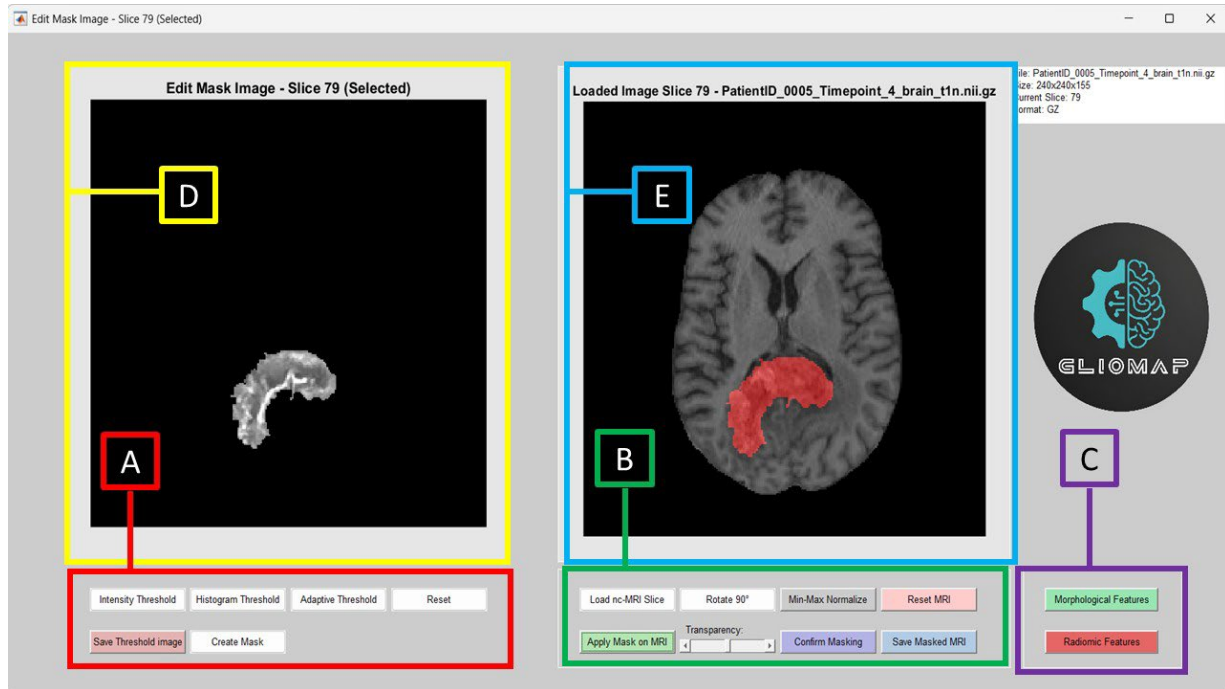 Edit Mask Image - Slice 79 (Selected)
Edit Mask Image - Slice 79 (Selected)
D
A
Loaded Image Slice 79 - PatientID_0005_Timepoint_4_brain_t1n.nii.gz
E
B
ile: PatientID_0005_Timepoint_4_brain_t1n.nii.gz
Size: 240x240x155
Current Slice: 79
ormat: GZ
GLIOMAP
C
Intensity Threshold Histogram Threshold Adaptive Threshold Reset
Save Threshold image Create Mask
Load nc-MRI Slice Rotate 90° Min-Max Normalize Reset MRI
Transparency:
Apply Mask on MRI Confirm Masking Save Masked MRI
Morphological Features
Radiomic Features